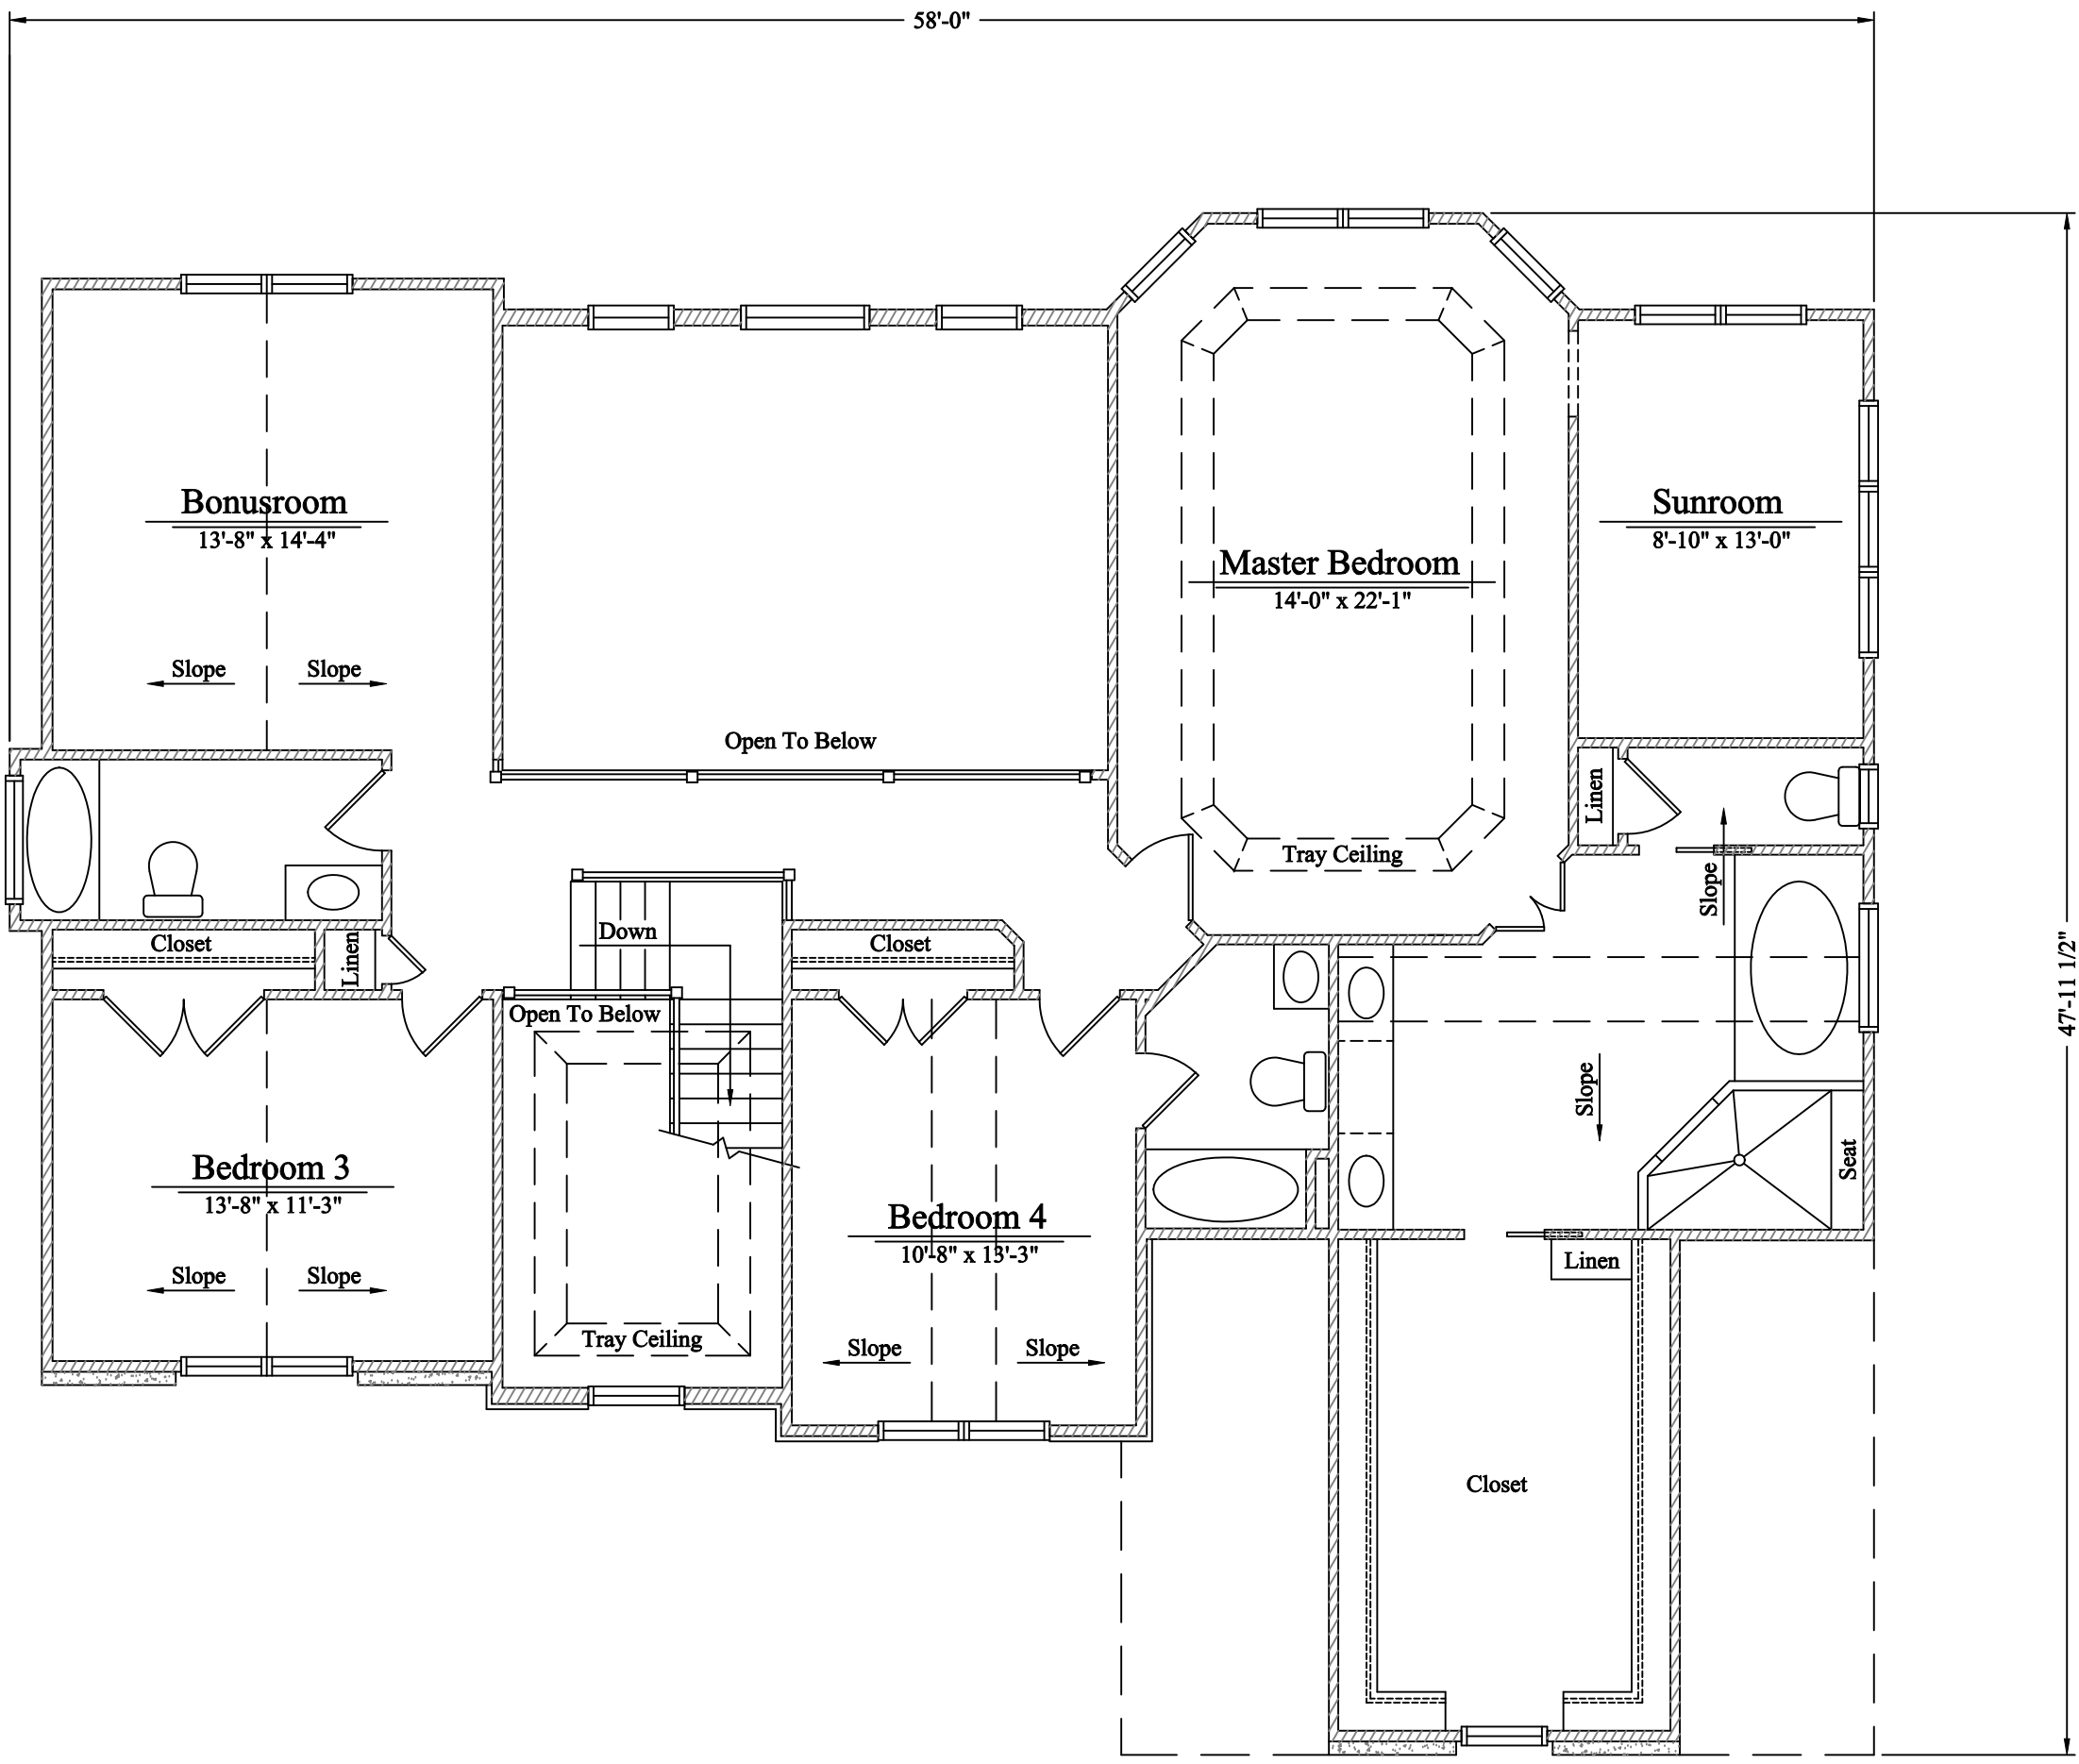 58'-0"
Bonusroom
13'-8" x 14'-4"
Sunroom
8'-10" x 13'-0"
Master Bedroom
14'-0" x 22'-1"
Slope
Slope
Open To Below
Linen
Tray Ceiling
Slope
Down
Closet
Linen
Closet
47'-11 1/2"
Open To Below
Slope
Seat
Bedroom 3
13'-8" x 11'-3"
Bedroom 4
10'-8" x 13'-3"
Linen
Slope
Slope
Tray Ceiling
Slope
Slope
Closet